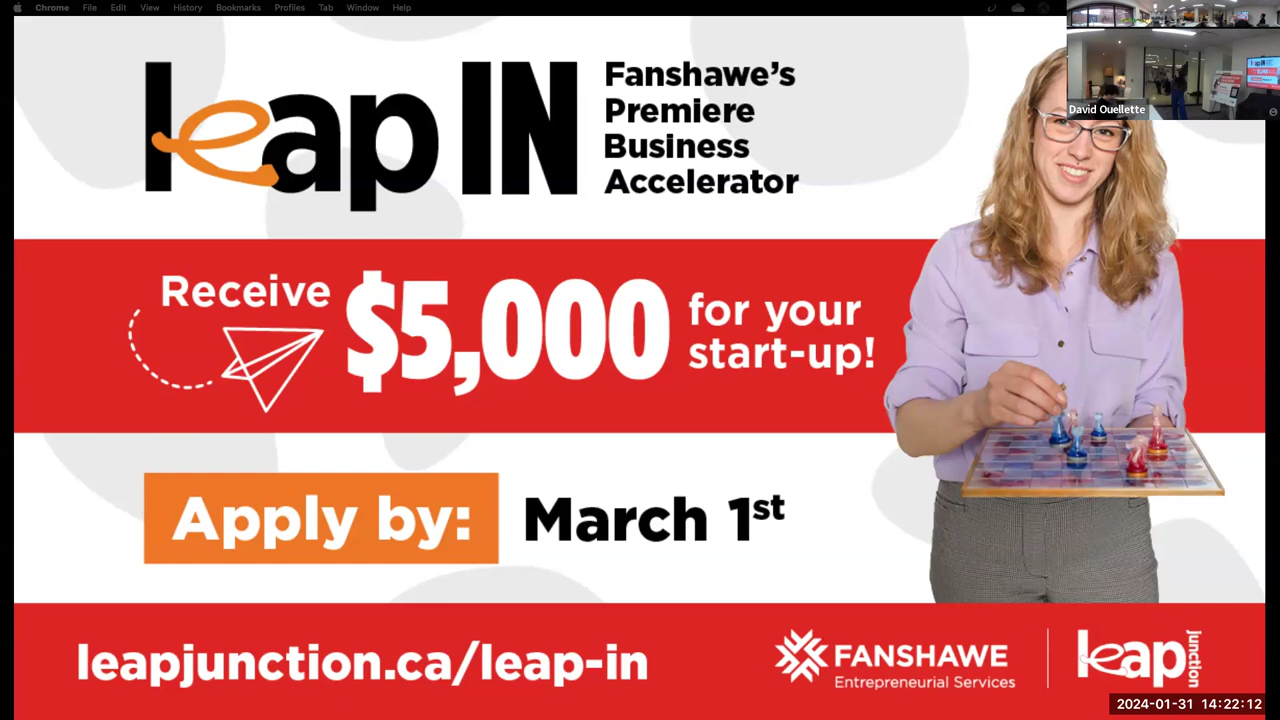 Chrome File Edit View History Bookmarks Profiles Tab Window Help
David Ouellette
leap IN
Fanshawe's
Premiere
Business
Accelerator
Receive $5,000 for your
start-up!
Apply by: March 1st
leapjunction.ca/leap-in
FANSHAWE
Entrepreneurial Services
leap junction
2024-01-31 14:22:12